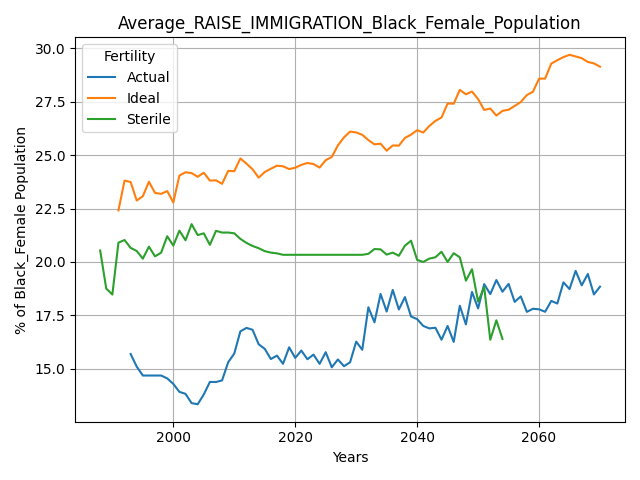 Average_RAISE_IMMIGRATION_Black_Female_Population
Fertility
Actual
Ideal
Sterile
% of Black_Female Population
30.0
27.5
25.0
22.5
20.0
17.5
15.0
2000 2020 2040 2060
Years